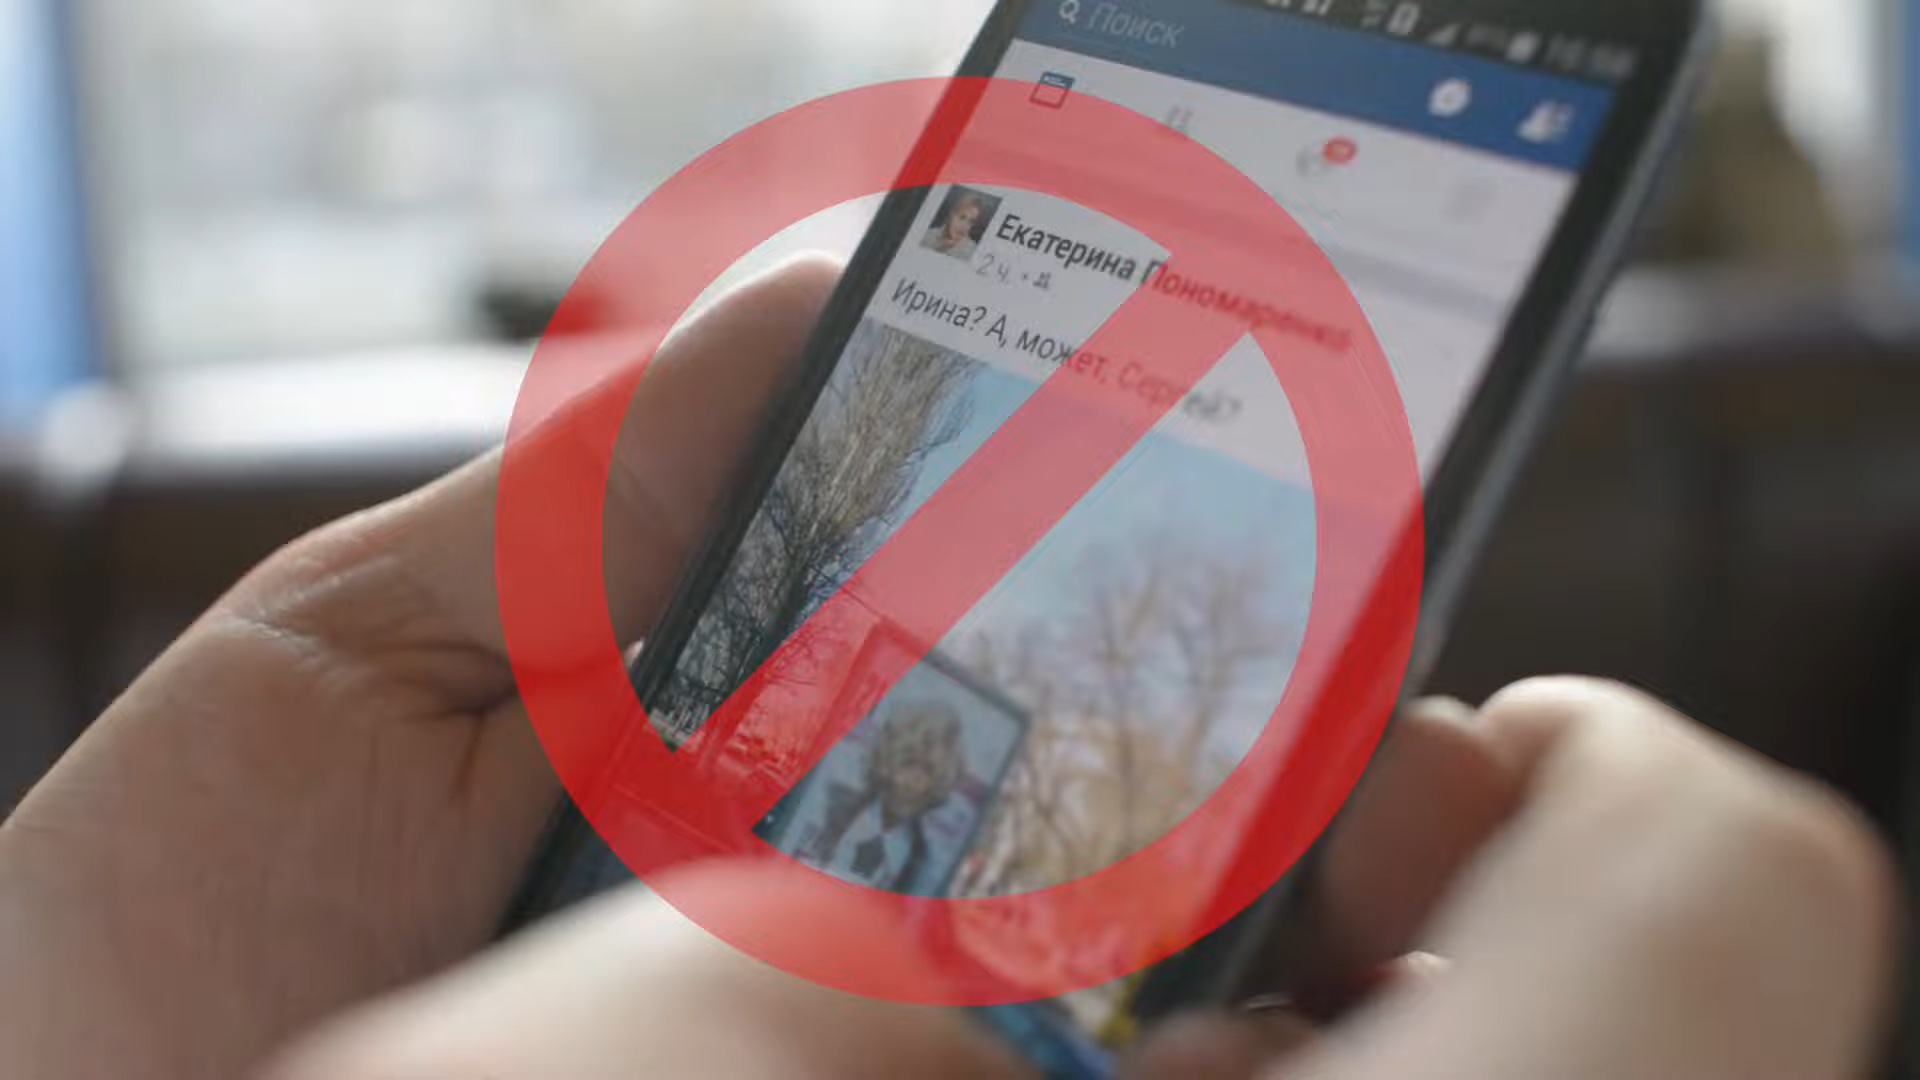 Поиск
Екатерина Пономаренко
2 ч.
Ирина? А, может, Сергей?